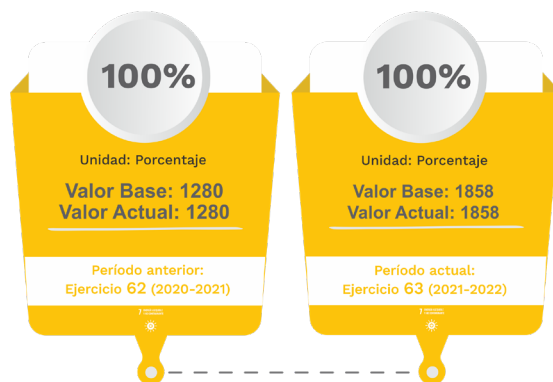 100%
Unidad: Porcentaje
Valor Base: 1280
Valor Actual: 1280
Período anterior:
Ejercicio 62 (2020-2021)
100%
Unidad: Porcentaje
Valor Base: 1858
Valor Actual: 1858
Período actual:
Ejercicio 63 (2021-2022)